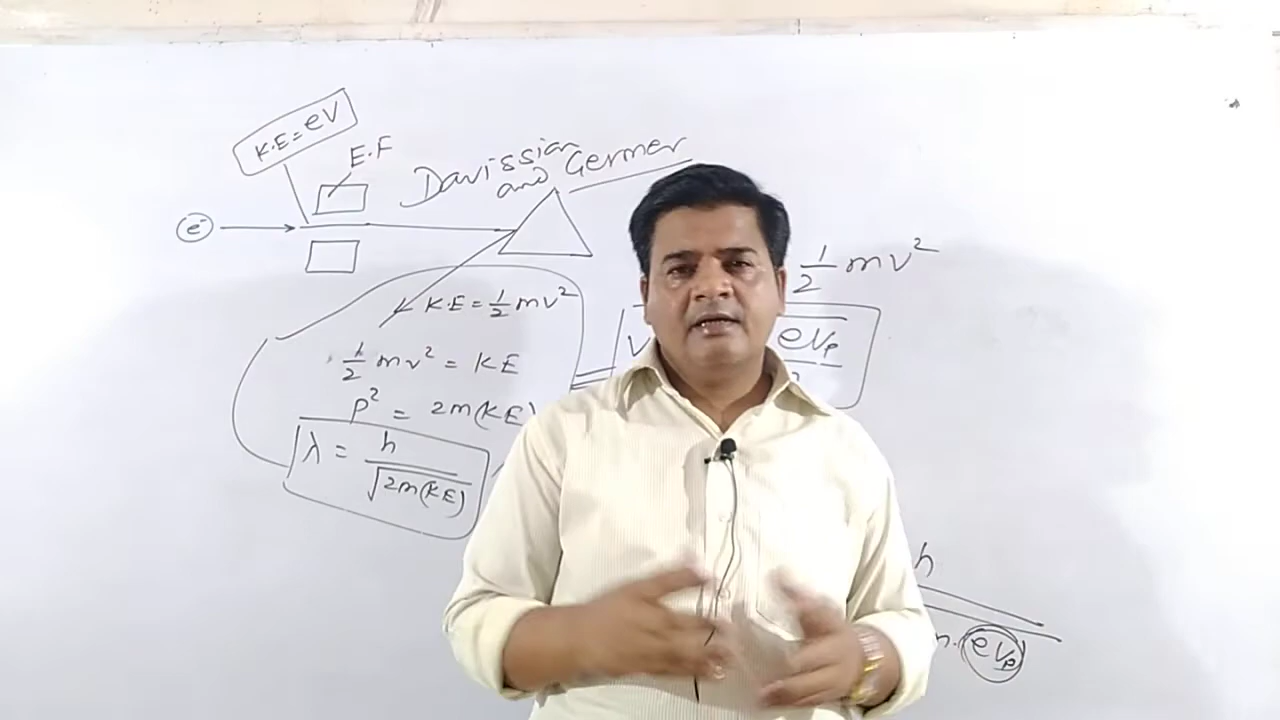 K.E = eV
E.F
Davission
and Germer
e⁻
K.E = 1/2 mv²
1/2 mv² = KE
P² = 2m(KE)
λ = h / √2m(KE)
1/2 mv²
V
eVp
h
eVp